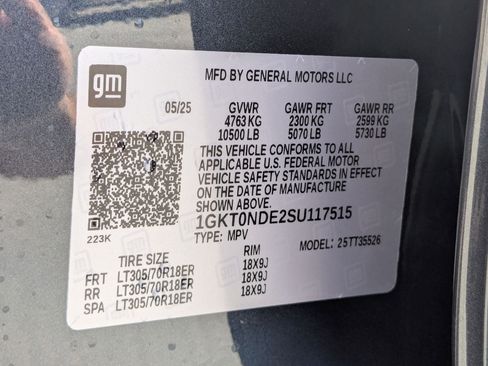 gm
MFD BY GENERAL MOTORS LLC
05/25 GVWR GAWR FRT GAWR RR
4763 KG 2300 KG 2599 KG
10500 LB 5070 LB 5730 LB
THIS VEHICLE CONFORMS TO ALL
APPLICABLE U.S. FEDERAL MOTOR
VEHICLE SAFETY STANDARDS IN EFFECT
ON THE DATE OF MANUFACTURE
SHOWN ABOVE.
223K 1GKT0NDE2SU117515
TYPE: MPV MODEL: 25TT35526
TIRE SIZE RIM
FRT LT305/70R18ER 18X9J
RR LT305/70R18ER 18X9J
SPA LT305/70R18ER 18X9J